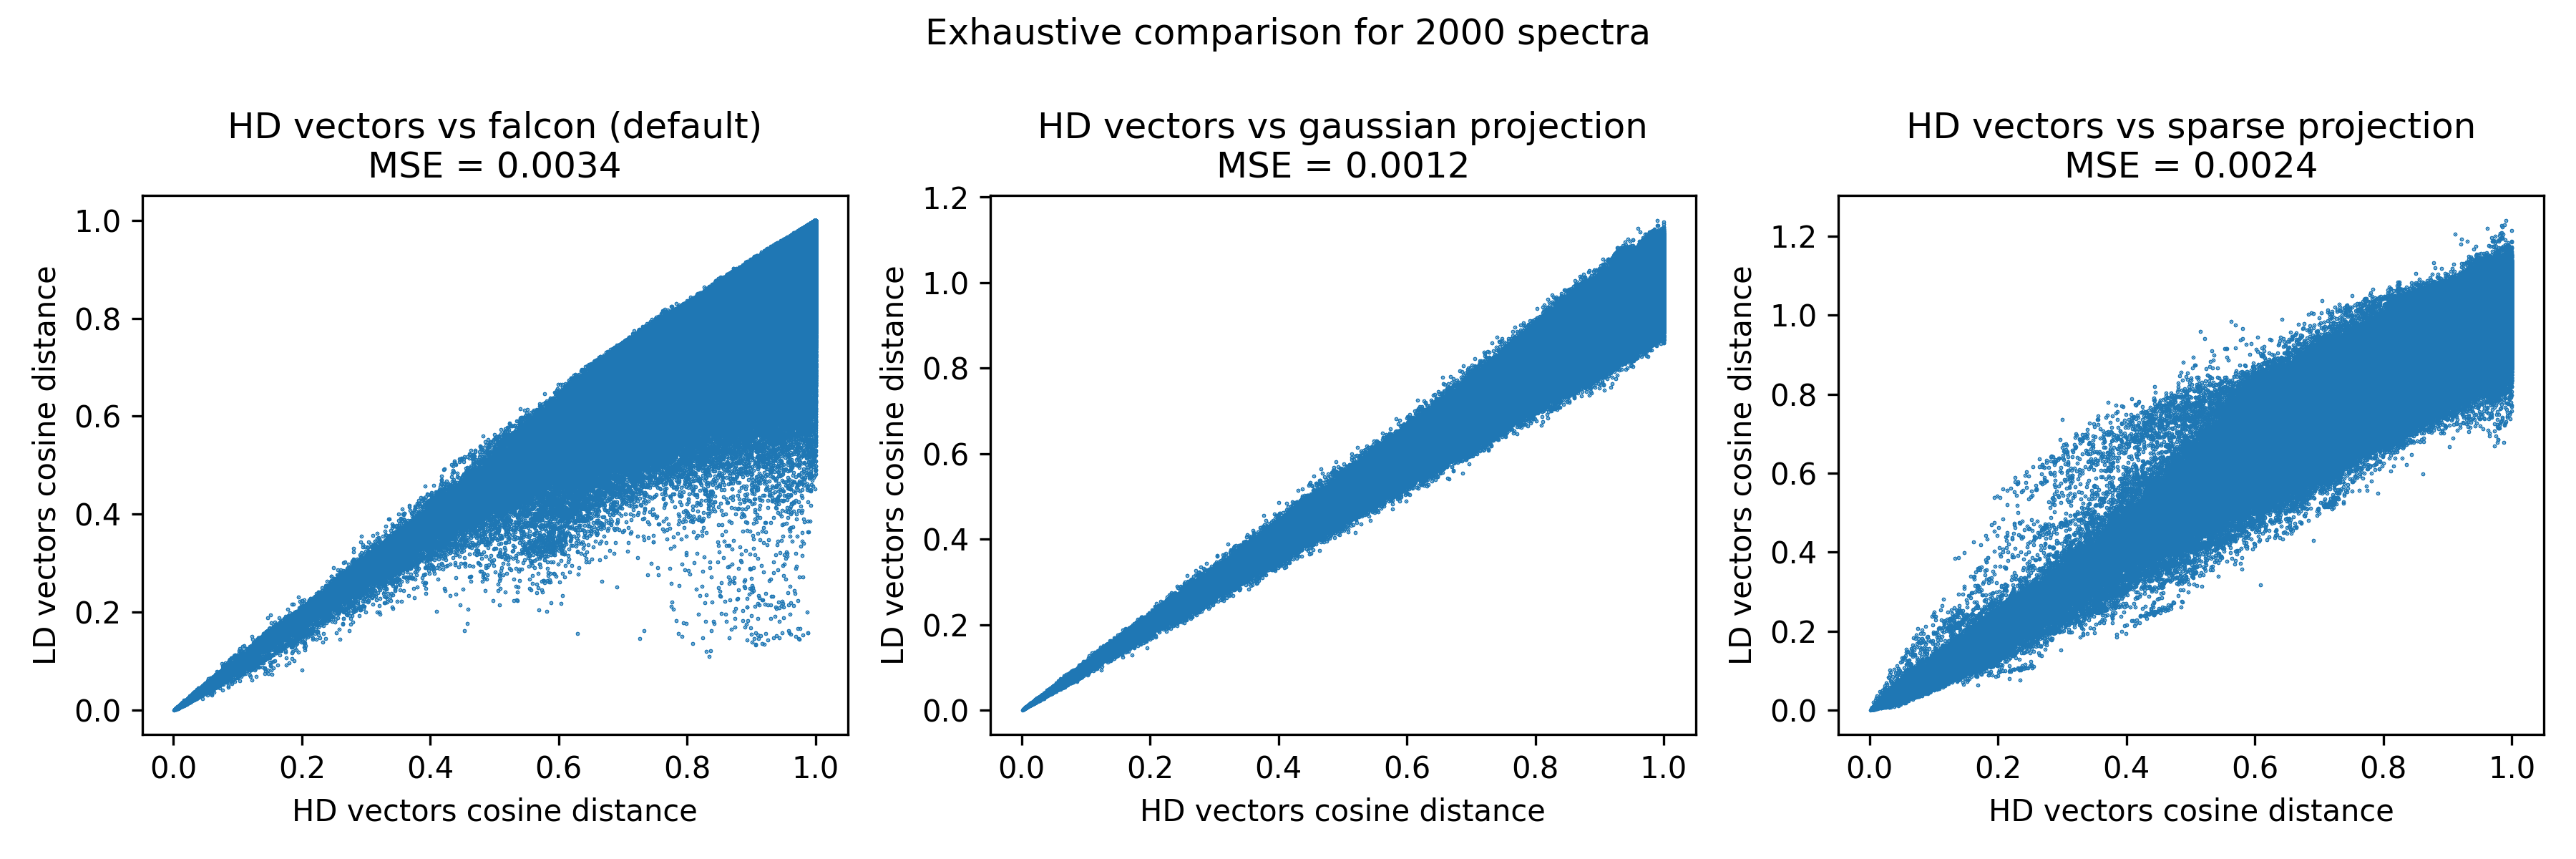 Exhaustive comparison for 2000 spectra
HD vectors vs falcon (default)
MSE = 0.0034
1.0
0.8
0.6
0.4
0.2
0.0
LD vectors cosine distance
0.0 0.2 0.4 0.6 0.8 1.0
HD vectors cosine distance
HD vectors vs gaussian projection
MSE = 0.0012
1.2
1.0
0.8
0.6
0.4
0.2
0.0
LD vectors cosine distance
0.0 0.2 0.4 0.6 0.8 1.0
HD vectors cosine distance
HD vectors vs sparse projection
MSE = 0.0024
1.2
1.0
0.8
0.6
0.4
0.2
0.0
LD vectors cosine distance
0.0 0.2 0.4 0.6 0.8 1.0
HD vectors cosine distance